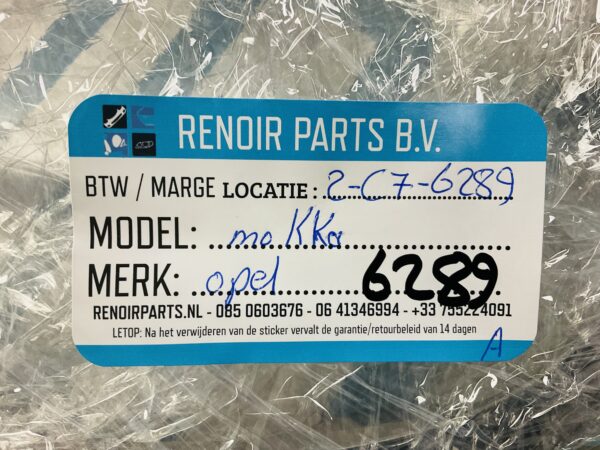 RENOIR PARTS B.V.
BTW / MARGE LOCATIE: 2-C7-6289
MODEL: moKKa
MERK: opel 6289
RENOIRPARTS.NL - 085 0603676 - 06 41346994 - +33 755224091
LETOP: Na het verwijderen van de sticker vervalt de garantie/retourbeleid van 14 dagen
A